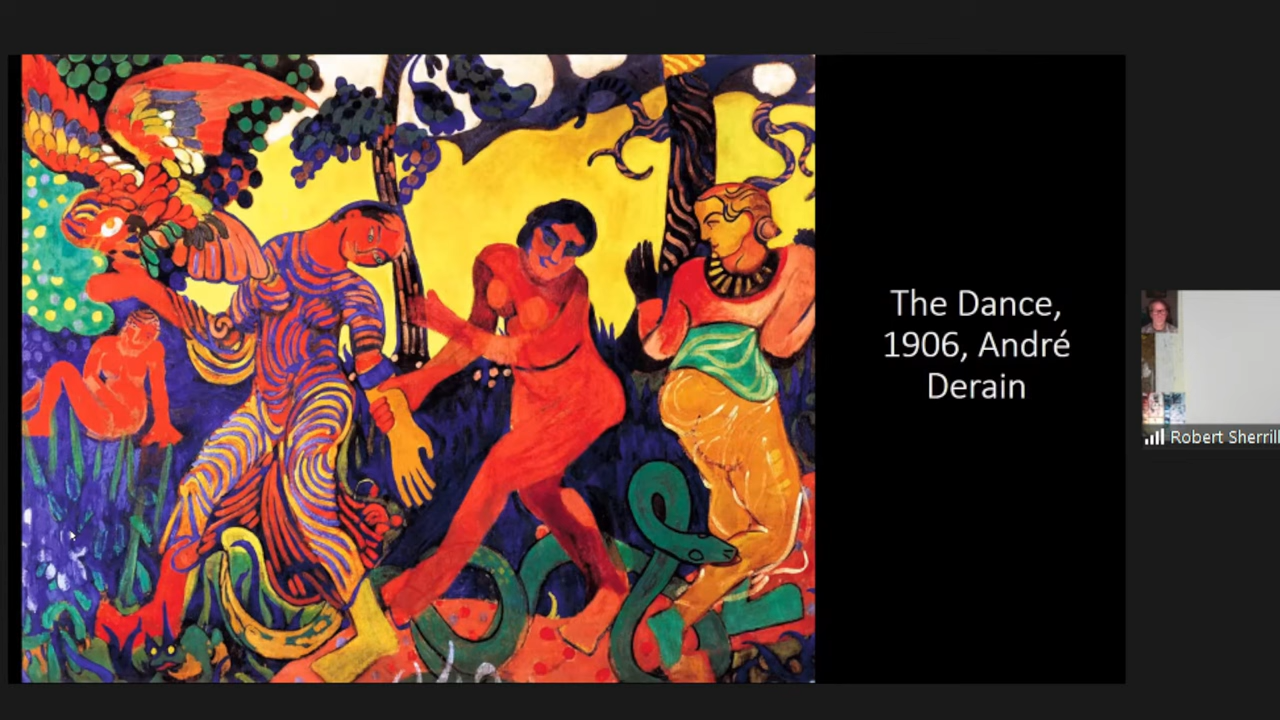 The Dance,
1906, André
Derain
Robert Sherrill